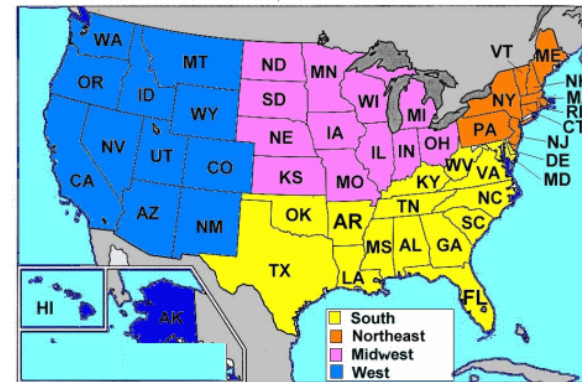 WA
MT
ND
MN
VT
ME
OR
ID
SD
WI
MI
NY
NH
M
RI
CT
WY
NE
IA
PA
NJ
NV
UT
CO
IL
IN
OH
DE
MD
CA
KS
MO
WV
VA
KY
AZ
NM
OK
AR
TN
NC
SC
TX
LA
MS
AL
GA
FL
HI
AK
South
Northeast
Midwest
West